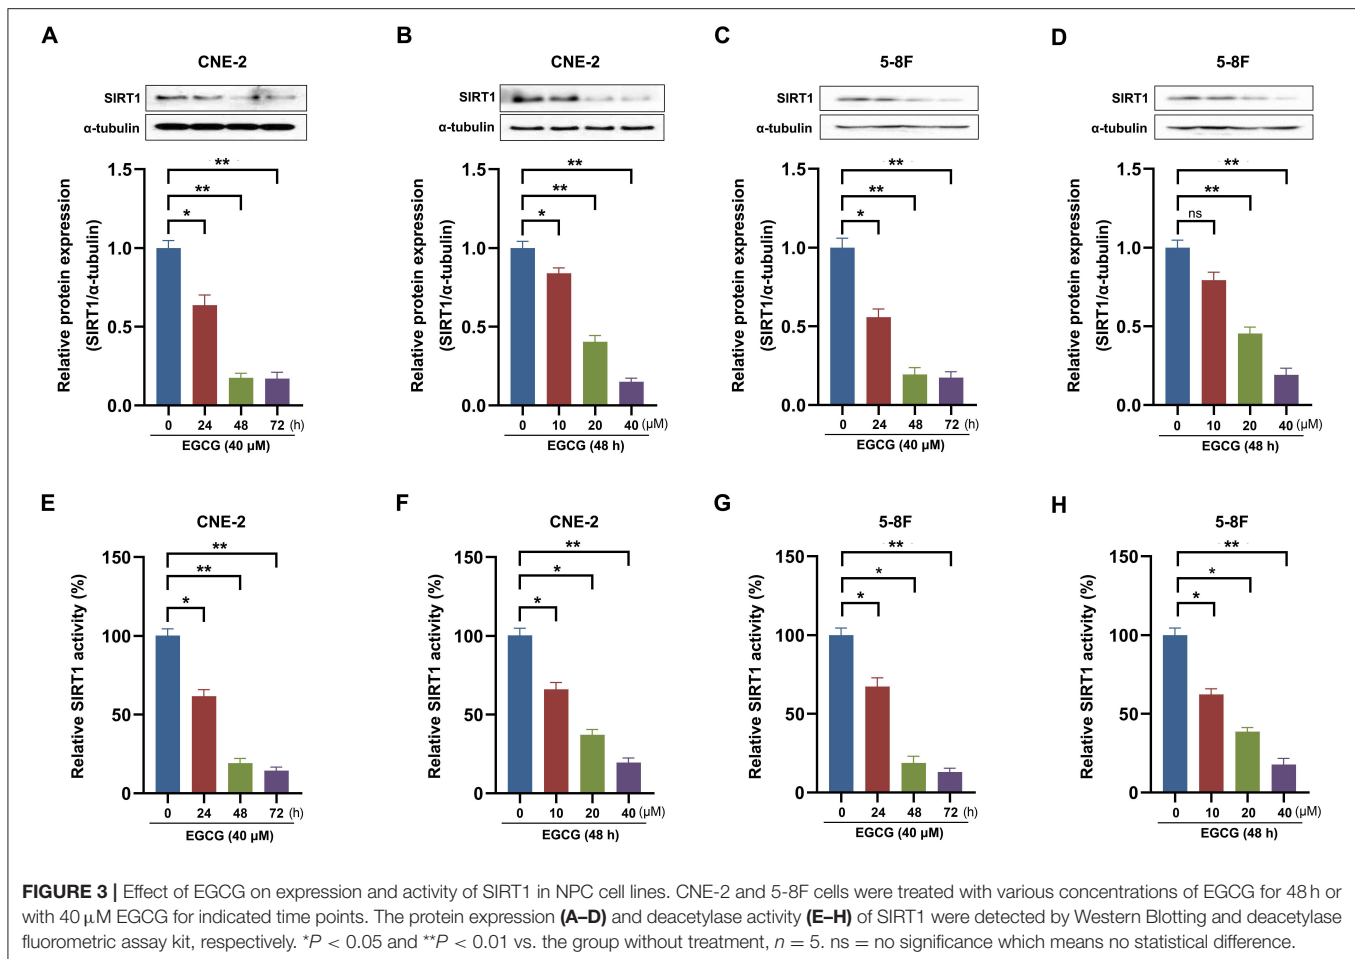 A
CNE-2
SIRT1
α-tubulin
Relative protein expression
(SIRT1/α-tubulin)
1.5
1.0
0.5
0.0
**
**
*
0 24 48 72 (h)
EGCG (40 μM)
B
CNE-2
SIRT1
α-tubulin
Relative protein expression
(SIRT1/α-tubulin)
1.5
1.0
0.5
0.0
**
**
*
0 10 20 40 (μM)
EGCG (48 h)
C
5-8F
SIRT1
α-tubulin
Relative protein expression
(SIRT1/α-tubulin)
1.5
1.0
0.5
0.0
**
**
*
0 24 48 72 (h)
EGCG (40 μM)
D
5-8F
SIRT1
α-tubulin
Relative protein expression
(SIRT1/α-tubulin)
1.5
1.0
0.5
0.0
**
**
ns
0 10 20 40 (μM)
EGCG (48 h)
E
CNE-2
Relative SIRT1 activity (%)
150
100
50
0
**
**
*
0 24 48 72 (h)
EGCG (40 μM)
F
CNE-2
Relative SIRT1 activity (%)
150
100
50
0
**
*
*
0 10 20 40 (μM)
EGCG (48 h)
G
5-8F
Relative SIRT1 activity (%)
150
100
50
0
**
*
*
0 24 48 72 (h)
EGCG (40 μM)
H
5-8F
Relative SIRT1 activity (%)
150
100
50
0
**
*
*
0 10 20 40 (μM)
EGCG (48 h)
FIGURE 3 | Effect of EGCG on expression and activity of SIRT1 in NPC cell lines. CNE-2 and 5-8F cells were treated with various concentrations of EGCG for 48 h or
with 40 μM EGCG for indicated time points. The protein expression (A–D) and deacetylase activity (E–H) of SIRT1 were detected by Western Blotting and deacetylase
fluorometric assay kit, respectively. *P < 0.05 and **P < 0.01 vs. the group without treatment, n = 5. ns = no significance which means no statistical difference.